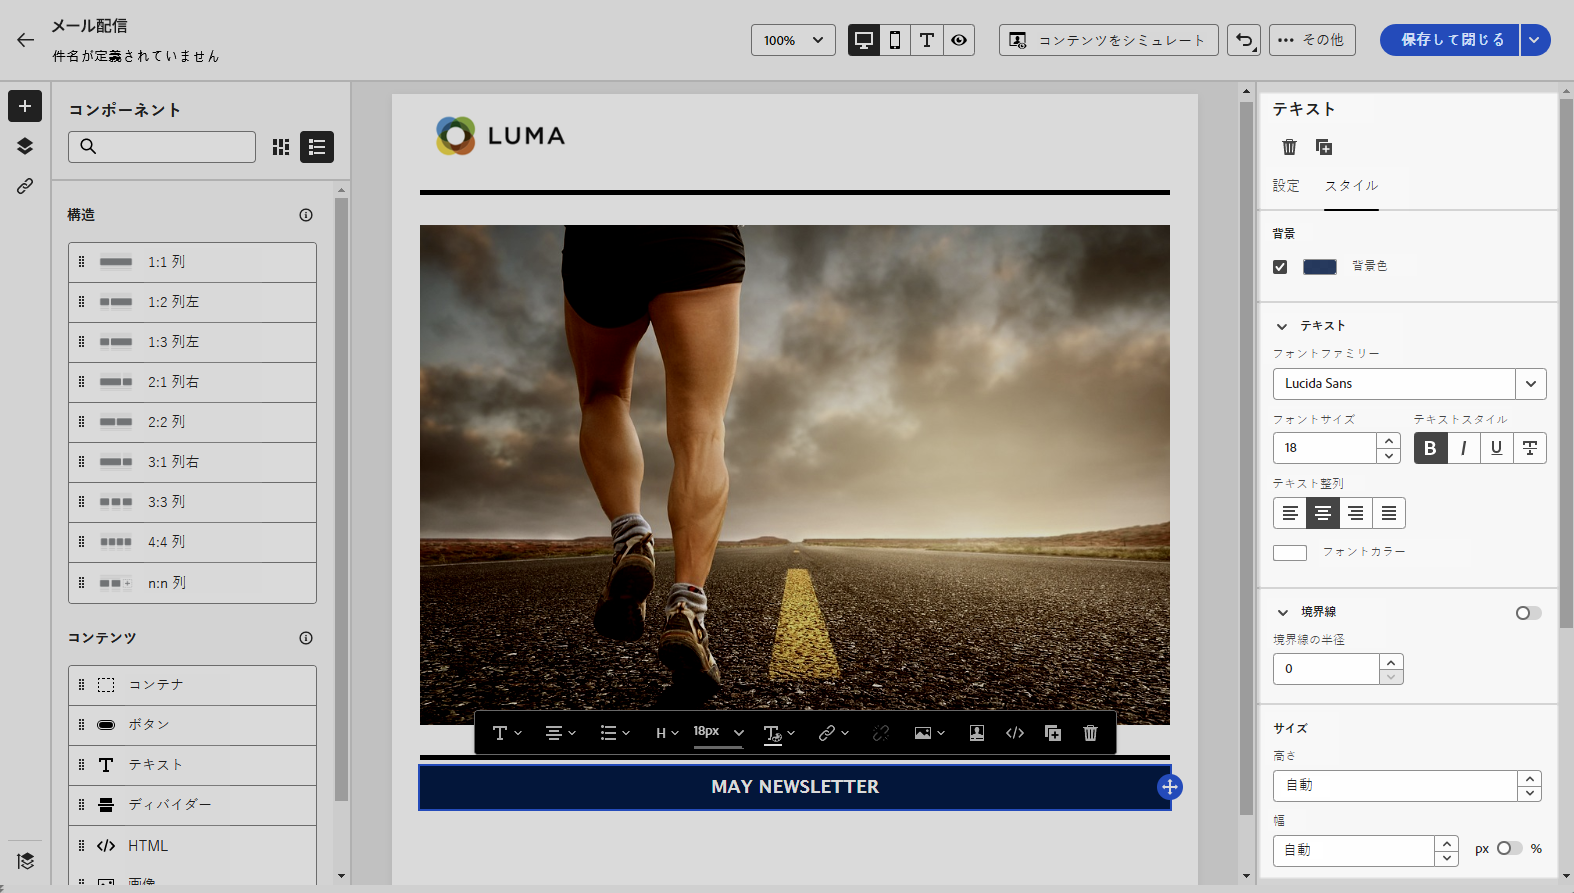 メール配信
件名が定義されていません
100%
コンテンツをシミュレート
その他
保存して閉じる
コンポーネント
構造
1:1 列
1:2 列左
1:3 列左
2:1 列右
2:2 列
3:1 列右
3:3 列
4:4 列
n:n 列
コンテンツ
コンテナ
ボタン
テキスト
ディバイダー
HTML
画像
LUMA
H
18px
MAY NEWSLETTER
テキスト
設定
スタイル
背景
背景色
テキスト
フォントファミリー
Lucida Sans
フォントサイズ
テキストスタイル
18
B I U T
テキスト整列
フォントカラー
境界線
境界線の半径
0
サイズ
高さ
自動
幅
自動
px
%